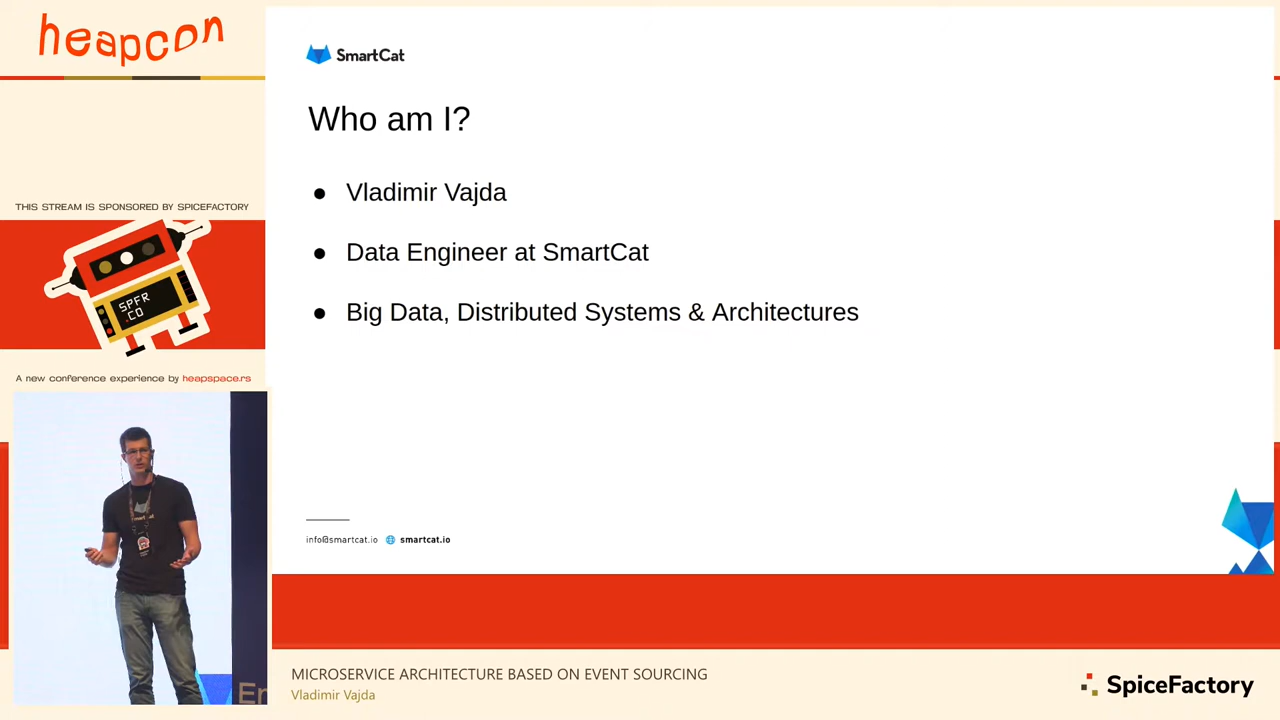 heapcon
THIS STREAM IS SPONSORED BY SPICEFACTORY
SPFR
.CO
A new conference experience by heapspace.rs
SmartCat
Who am I?
● Vladimir Vajda
● Data Engineer at SmartCat
● Big Data, Distributed Systems & Architectures
info@smartcat.io smartcat.io
SmartCat
En
MICROSERVICE ARCHITECTURE BASED ON EVENT SOURCING
Vladimir Vajda
SpiceFactory